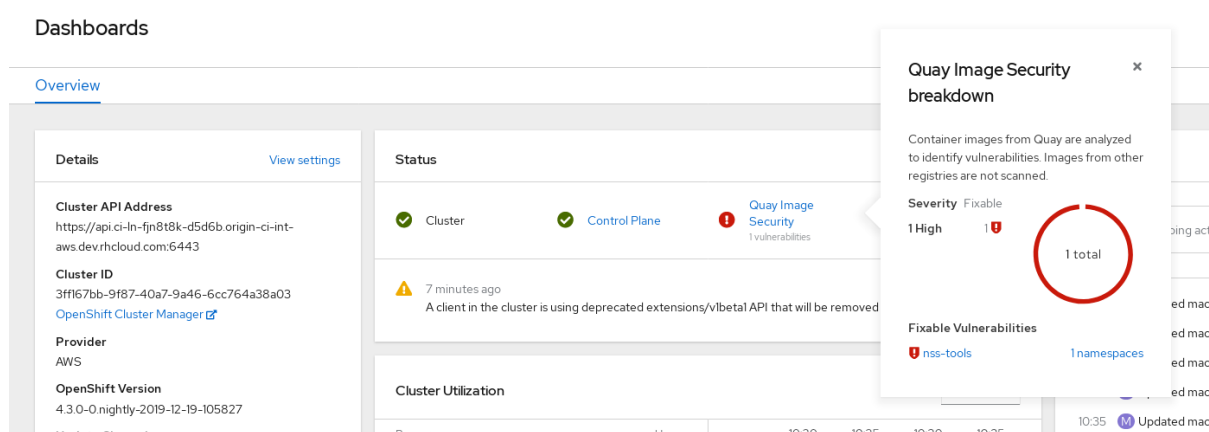 Dashboards
Overview
Details
View settings
Cluster API Address
https://api.ci-ln-fjn8t8k-d5d6b.origin-ci-int-
aws.dev.rhcloud.com:6443
Cluster ID
3ff167bb-9f87-40a7-9a46-6cc764a38a03
OpenShift Cluster Manager
Provider
AWS
OpenShift Version
4.3.0-0.nightly-2019-12-19-105827
Status
Cluster
Control Plane
Quay Image
Security
1 vulnerabilities
7 minutes ago
A client in the cluster is using deprecated extensions/v1beta1 API that will be removed
Cluster Utilization
Quay Image Security
breakdown
Container images from Quay are analyzed
to identify vulnerabilities. Images from other
registries are not scanned.
Severity Fixable
1 High 1
1 total
Fixable Vulnerabilities
nss-tools 1 namespaces
10:35 M Updated mac